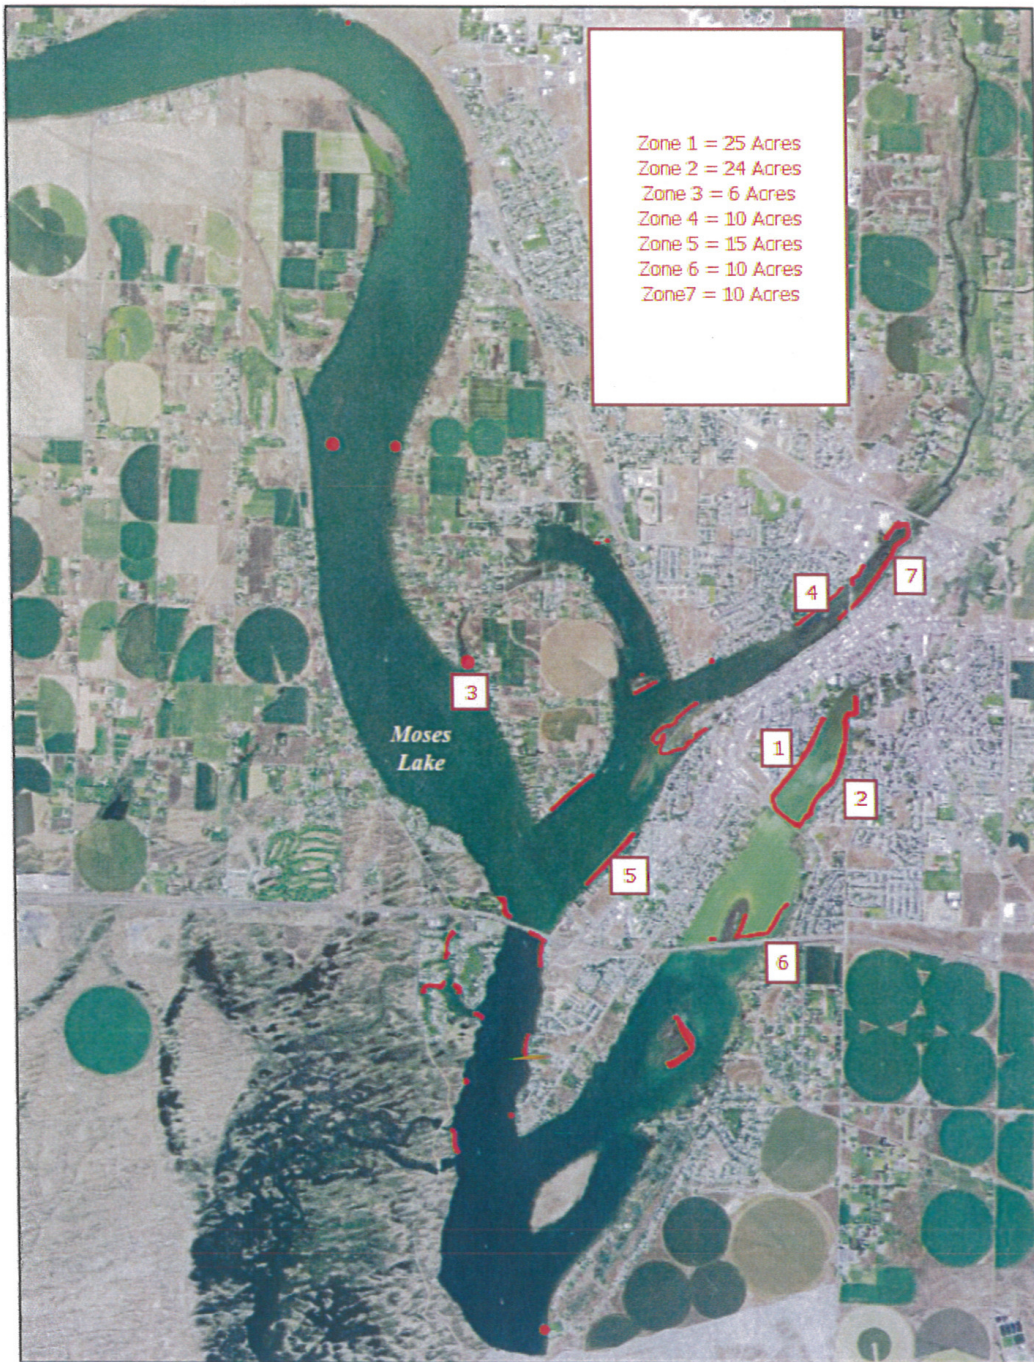 Zone 1 = 25 Acres
Zone 2 = 24 Acres
Zone 3 = 6 Acres
Zone 4 = 10 Acres
Zone 5 = 15 Acres
Zone 6 = 10 Acres
Zone7 = 10 Acres
7
4
3
Moses
Lake
1
2
5
6